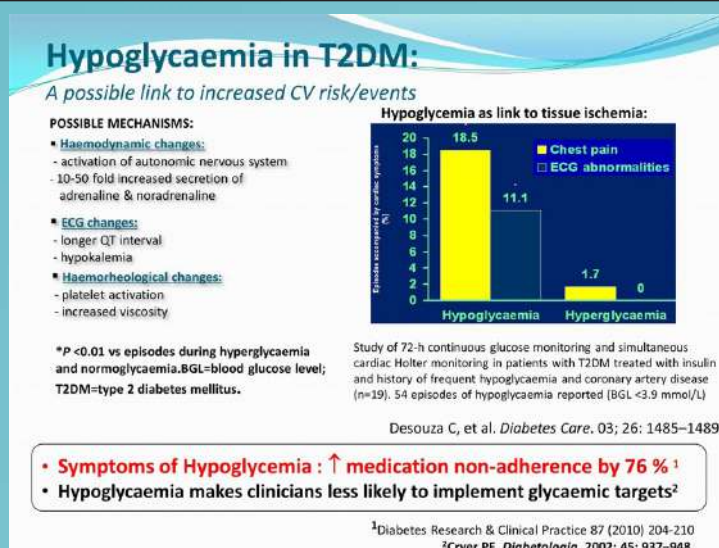 Hypoglycaemia in T2DM:
A possible link to increased CV risk/events
POSSIBLE MECHANISMS:
▪ Haemodynamic changes:
- activation of autonomic nervous system
- 10-50 fold increased secretion of
adrenaline & noradrenaline
▪ ECG changes:
- longer QT interval
- hypokalemia
▪ Haemorheological changes:
- platelet activation
- increased viscosity
*P <0.01 vs episodes during hyperglycaemia
and normoglycaemia.BGL=blood glucose level;
T2DM=type 2 diabetes mellitus.
Hypoglycemia as link to tissue ischemia:
Episodes accompanied by cardiac symptoms
(%)
20
18
16
14
12
10
8
6
4
2
0
18.5
11.1
1.7
0
Chest pain
ECG abnormalities
Hypoglycaemia
Hyperglycaemia
Study of 72-h continuous glucose monitoring and simultaneous
cardiac Holter monitoring in patients with T2DM treated with insulin
and history of frequent hypoglycaemia and coronary artery disease
(n=19). 54 episodes of hypoglycaemia reported [BGL <3.9 mmol/L)
Desouza C, et al. Diabetes Care. 03; 26: 1485–1489
• Symptoms of Hypoglycemia : ↑ medication non-adherence by 76 % ¹
• Hypoglycaemia makes clinicians less likely to implement glycaemic targets²
¹Diabetes Research & Clinical Practice 87 (2010) 204-210
²Cryer PE. Diabetologia. 2002; 45: 937–948